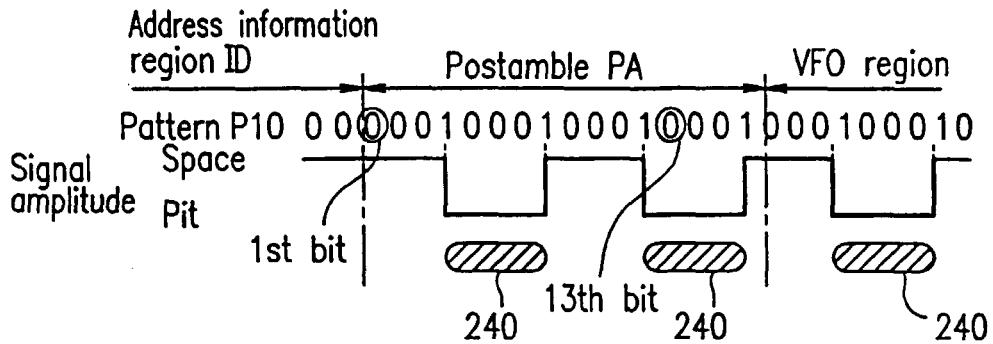 Address information
region ID
Postamble PA
VFO region
Pattern P10 0 0 0 0 0 1 0 0 0 1 0 0 0 1 0 0 0 1 0 0 0 1 0 0 0 1 0
Space
Signal
amplitude
Pit
1st bit
13th bit
240
240
240